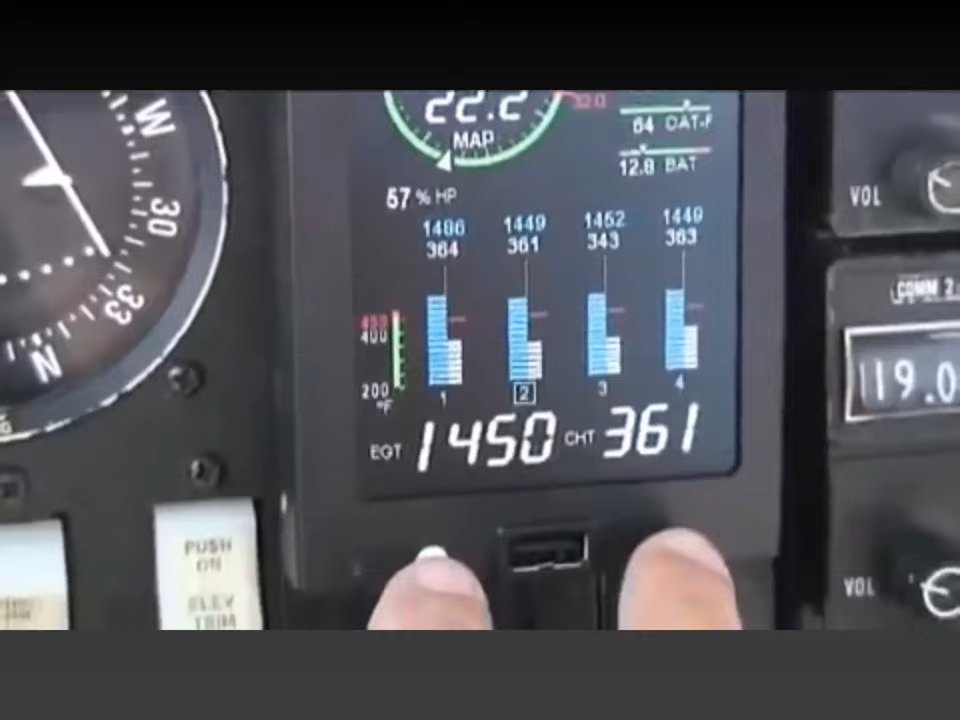 W
30
33
N
22.2
MAP
32.0
64 OAT-F
12.8 BAT
57 % HP
1486 1449 1452 1449
364 361 343 363
450
400
200
°F
1 2 3 4
EGT 1450 CHT 361
PUSH
ON
ELEV
TRIM
VOL
COMM 2
119.0
VOL